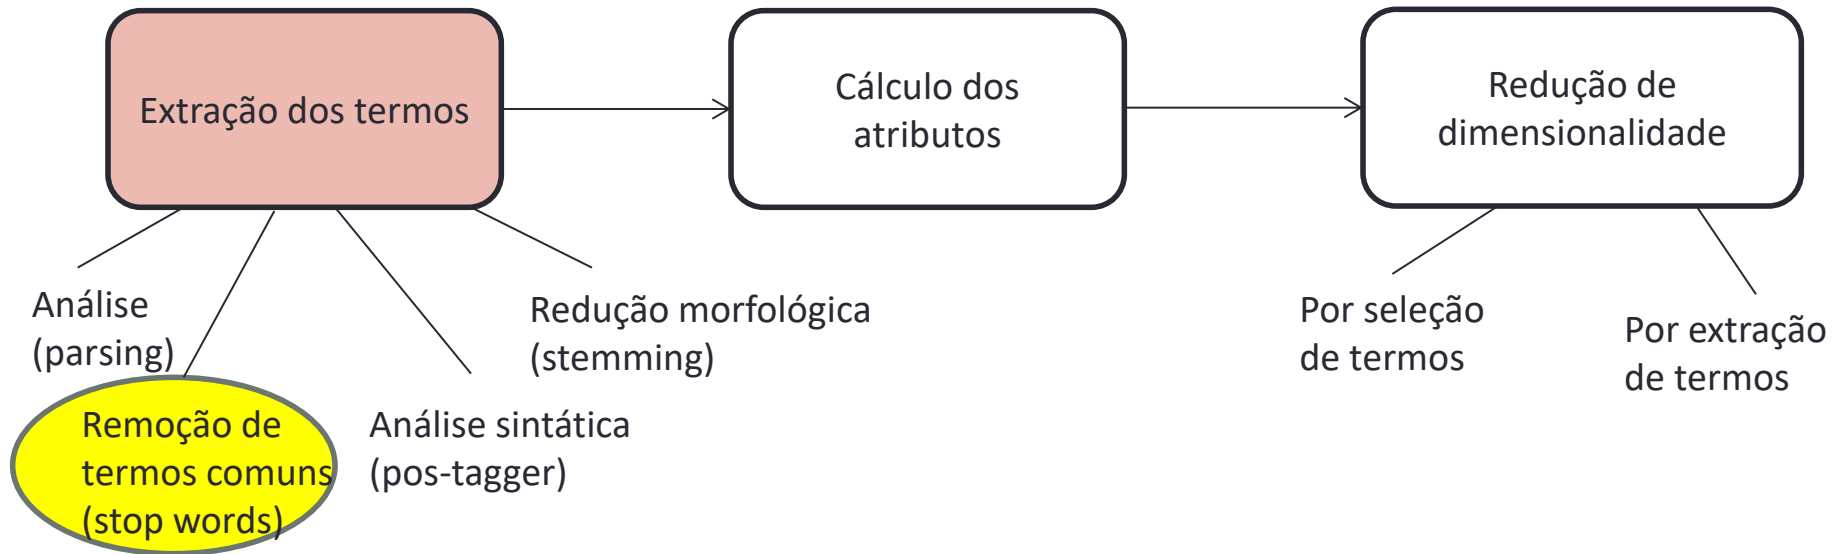 Extração dos termos
Cálculo dos
atributos
Redução de
dimensionalidade
Análise
(parsing)
Remoção de
termos comuns
(stop words)
Análise sintática
(pos-tagger)
Redução morfológica
(stemming)
Por seleção
de termos
Por extração
de termos